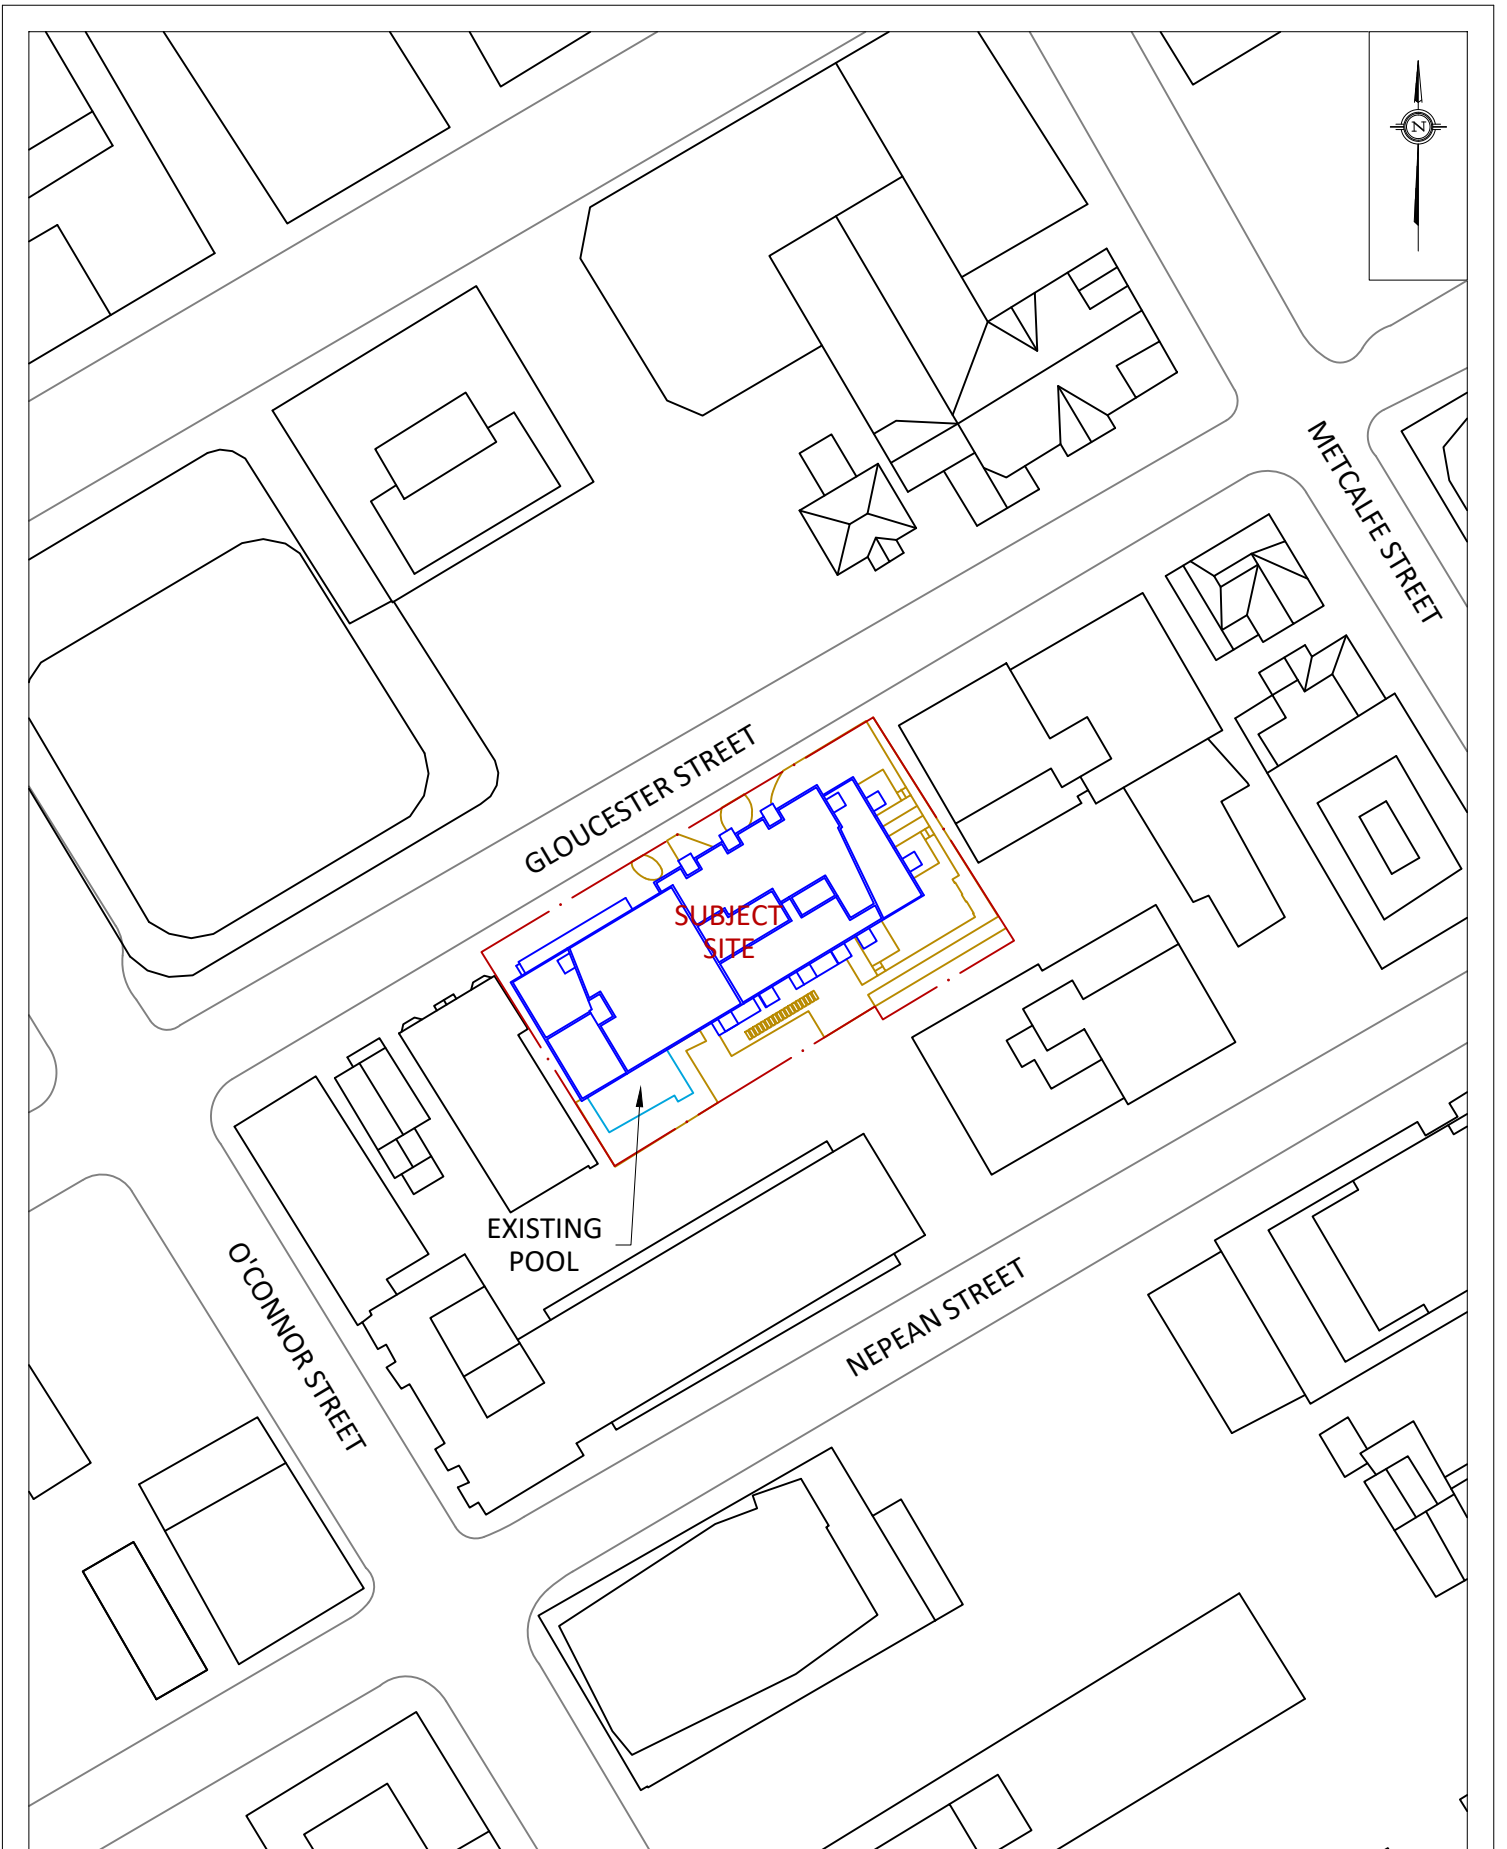 N
METCALFE STREET
GLOUCESTER STREET
SUBJECT
SITE
EXISTING
POOL
O'CONNOR STREET
NEPEAN STREET